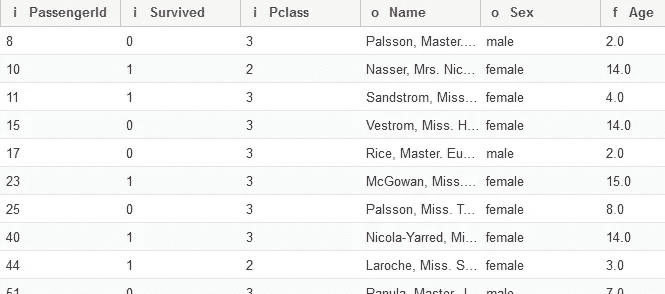 i PassengerId i Survived i Pclass o Name o Sex f Age
8 0 3 Palsson, Master.... male 2.0
10 1 2 Nasser, Mrs. Nic... female 14.0
11 1 3 Sandstrom, Miss.... female 4.0
15 0 3 Vestrom, Miss. H... female 14.0
17 0 3 Rice, Master. Eu... male 2.0
23 1 3 McGowan, Miss.... female 15.0
25 0 3 Palsson, Miss. T... female 8.0
40 1 3 Nicola-Yarred, Mi... female 14.0
44 1 2 Laroche, Miss. S... female 3.0
51 0 3 Panula, Master. J... male 7.0